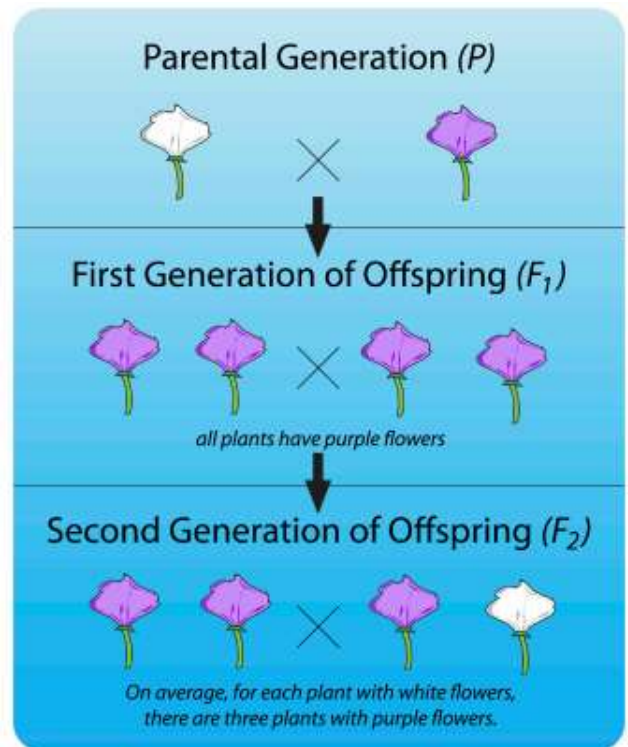 Parental Generation (P)
First Generation of Offspring (F₁)
all plants have purple flowers
Second Generation of Offspring (F₂)
On average, for each plant with white flowers,
there are three plants with purple flowers.